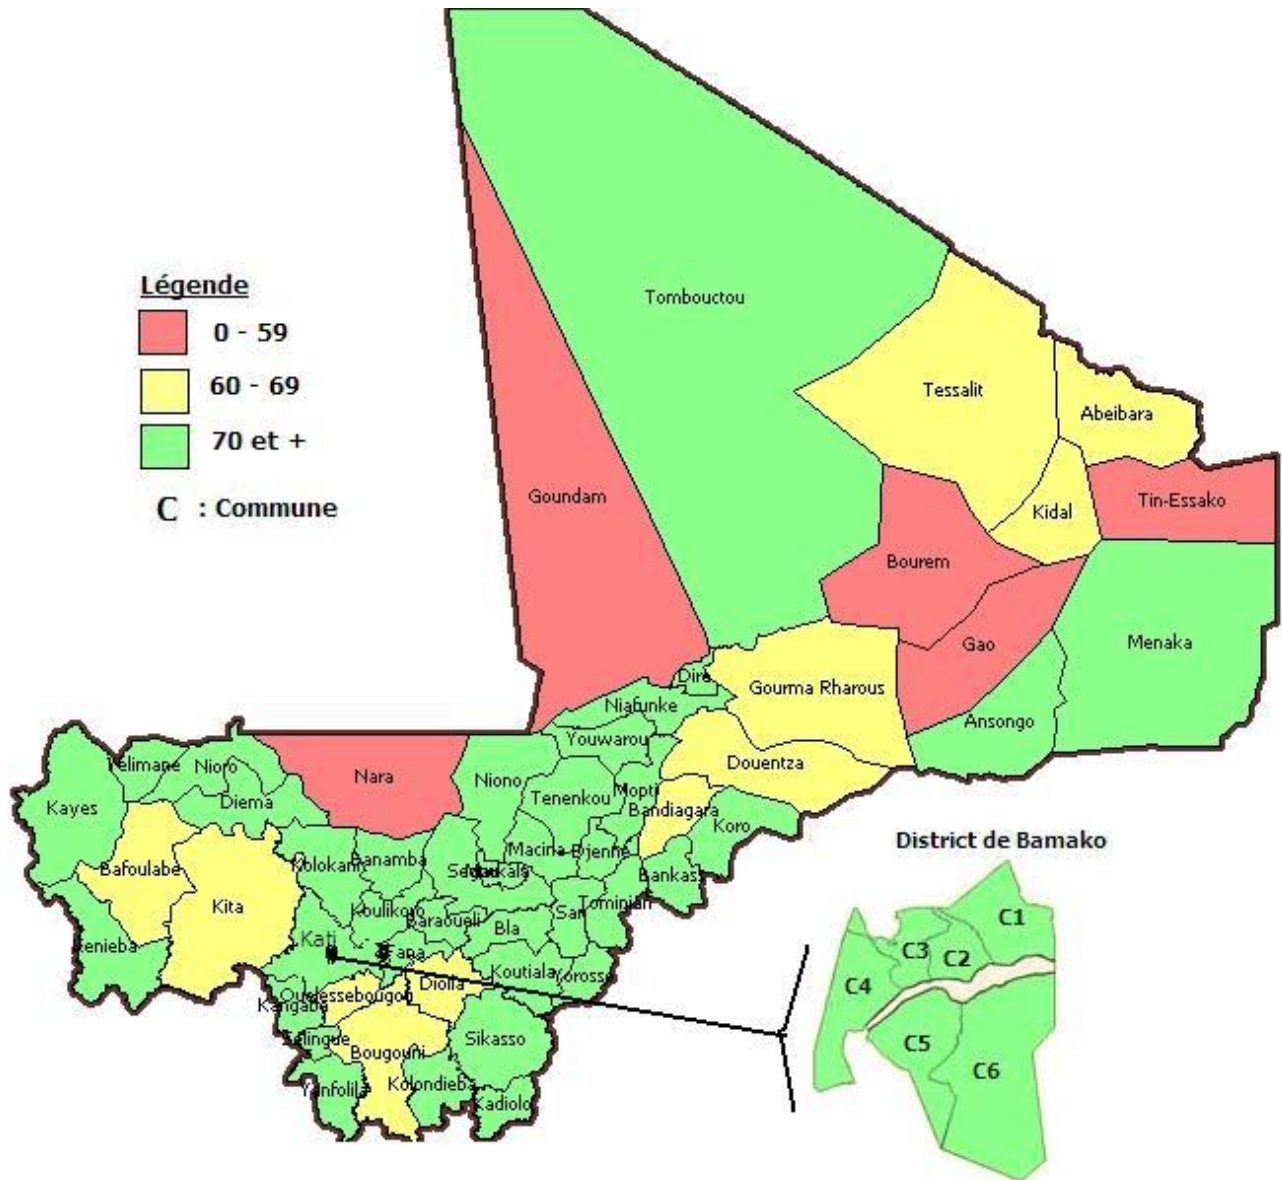 Légende
0 - 59
60 - 69
70 et +
C : Commune
Tombouctou
Tessalit
Abeibara
Goundam
Tin-Essako
Kidal
Bourem
Gao
Menaka
Dire
Gourma Rharous
Niafunke
Ansongo
Youwarou
Douentza
Yelimane
Nioro
Nara
Niono
Tenenkou
Mopti
Kayes
Diema
Bandiagara
Koro
Bafoulabe
Kolokani
Banamba
Segou
Markala
Macina
Djenne
Bankass
Kita
Koulikoro
Baraoueli
Bla
San
Tominian
Kenieba
Kati
Fana
Koutiala
Yorosso
Kangaba
Ouelessebougou
Dioila
Selingue
Bougouni
Sikasso
Yanfolila
Kolondieba
Kadiolo
District de Bamako
C1
C3
C2
C4
C5
C6